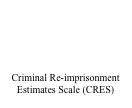 Criminal Re-imprisonment
Estimates Scale (CRES)